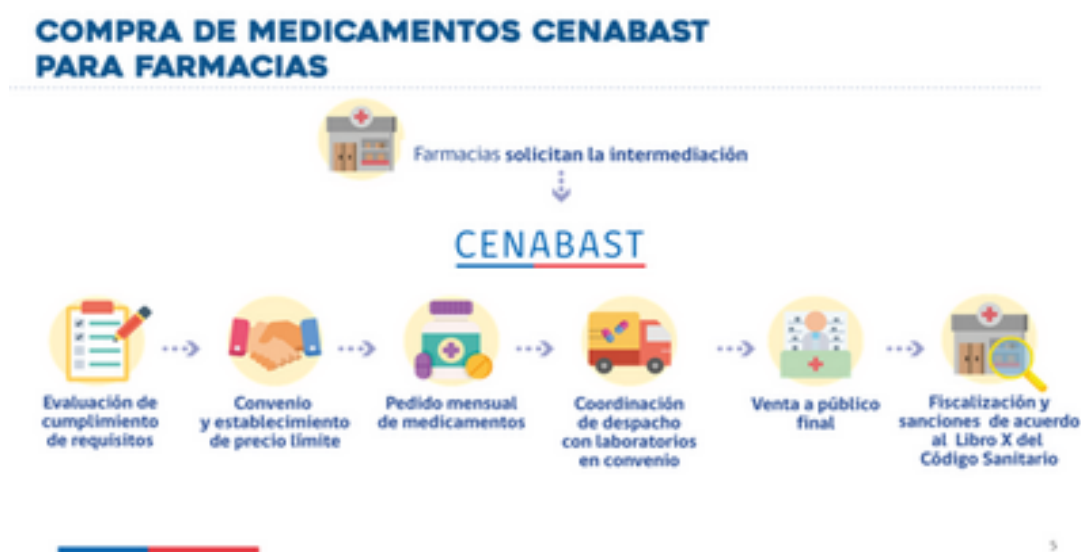 COMPRA DE MEDICAMENTOS CENABAST
PARA FARMACIAS
Farmacias solicitan la intermediación
CENABAST
Evaluación de
cumplimiento
de requisitos
Convenio
y establecimiento
de precio límite
Pedido mensual
de medicamentos
Coordinación
de despacho
con laboratorios
en convenio
Venta a público
final
Fiscalización y
sanciones de acuerdo
al Libro X del
Código Sanitario
5